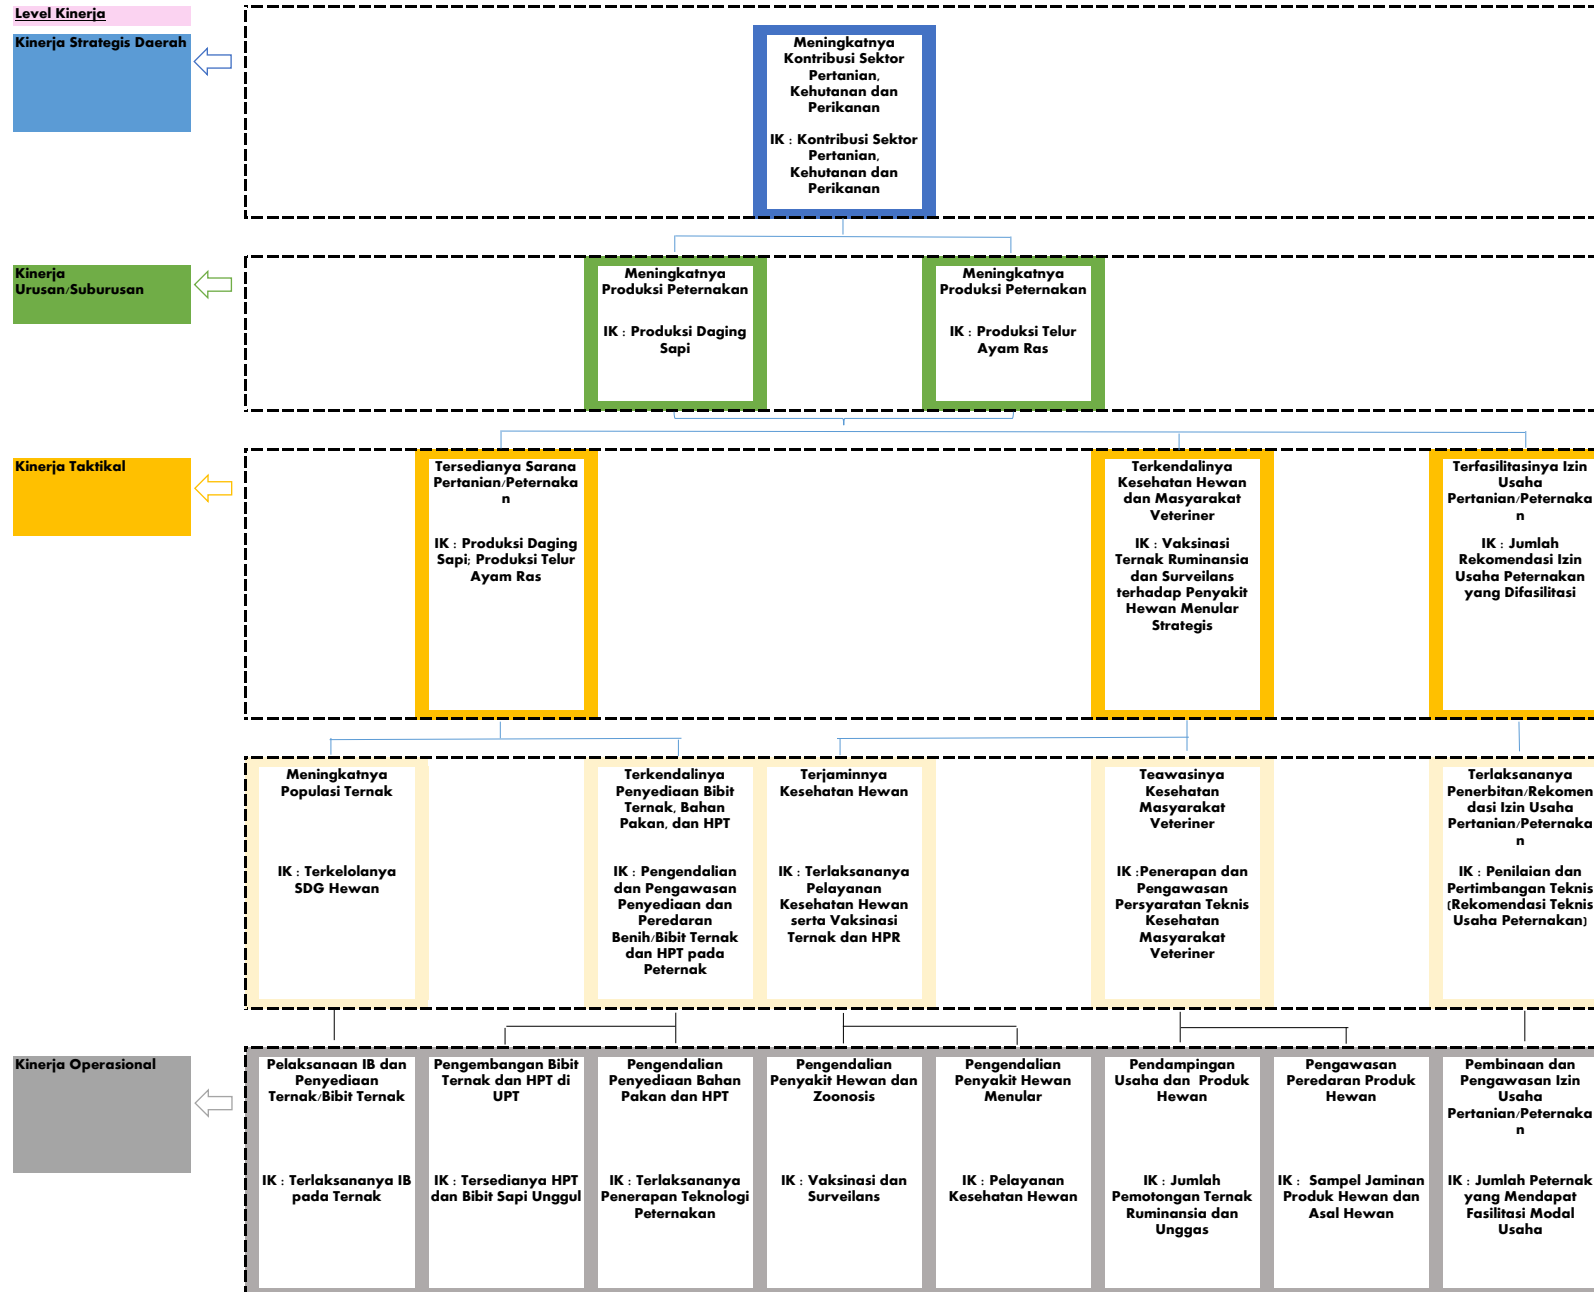 Level Kinerja
Kinerja Strategis Daerah
Meningkatnya
Kontribusi Sektor
Pertanian,
Kehutanan dan
Perikanan
IK : Kontribusi Sektor
Pertanian,
Kehutanan dan
Perikanan
Kinerja
Urusan/Suburusan
Meningkatnya
Produksi Peternakan
IK : Produksi Daging
Sapi
Meningkatnya
Produksi Peternakan
IK : Produksi Telur
Ayam Ras
Kinerja Taktikal
Tersedianya Sarana
Pertanian/Peternaka
n
IK : Produksi Daging
Sapi; Produksi Telur
Ayam Ras
Terkendalinya
Kesehatan Hewan
dan Masyarakat
Veteriner
IK : Vaksinasi
Ternak Ruminansia
dan Surveilans
terhadap Penyakit
Hewan Menular
Strategis
Terfasilitasinya Izin
Usaha
Pertanian/Peternaka
n
IK : Jumlah
Rekomendasi Izin
Usaha Peternakan
yang Difasilitasi
Meningkatnya
Populasi Ternak
IK : Terkelolanya
SDG Hewan
Terkendalinya
Penyediaan Bibit
Ternak, Bahan
Pakan, dan HPT
IK : Pengendalian
dan Pengawasan
Penyediaan dan
Peredaran
Benih/Bibit Ternak
dan HPT pada
Peternak
Terjaminnya
Kesehatan Hewan
IK : Terlaksananya
Pelayanan
Kesehatan Hewan
serta Vaksinasi
Ternak dan HPR
Teawasinya
Kesehatan
Masyarakat
Veteriner
IK :Penerapan dan
Pengawasan
Persyaratan Teknis
Kesehatan
Masyarakat
Veteriner
Terlaksananya
Penerbitan/Rekomen
dasi Izin Usaha
Pertanian/Peternaka
n
IK : Penilaian dan
Pertimbangan Teknis
(Rekomendasi Teknis
Usaha Peternakan)
Kinerja Operasional
Pelaksanaan IB dan
Penyediaan
Ternak/Bibit Ternak
IK : Terlaksananya IB
pada Ternak
Pengembangan Bibit
Ternak dan HPT di
UPT
IK : Tersedianya HPT
dan Bibit Sapi Unggul
Pengendalian
Penyediaan Bahan
Pakan dan HPT
IK : Terlaksananya
Penerapan Teknologi
Peternakan
Pengendalian
Penyakit Hewan dan
Zoonosis
IK : Vaksinasi dan
Surveilans
Pengendalian
Penyakit Hewan
Menular
IK : Pelayanan
Kesehatan Hewan
Pendampingan
Usaha dan Produk
Hewan
IK : Jumlah
Pemotongan Ternak
Ruminansia dan
Unggas
Pengawasan
Peredaran Produk
Hewan
IK : Sampel Jaminan
Produk Hewan dan
Asal Hewan
Pembinaan dan
Pengawasan Izin
Usaha
Pertanian/Peternaka
n
IK : Jumlah Peternak
yang Mendapat
Fasilitasi Modal
Usaha